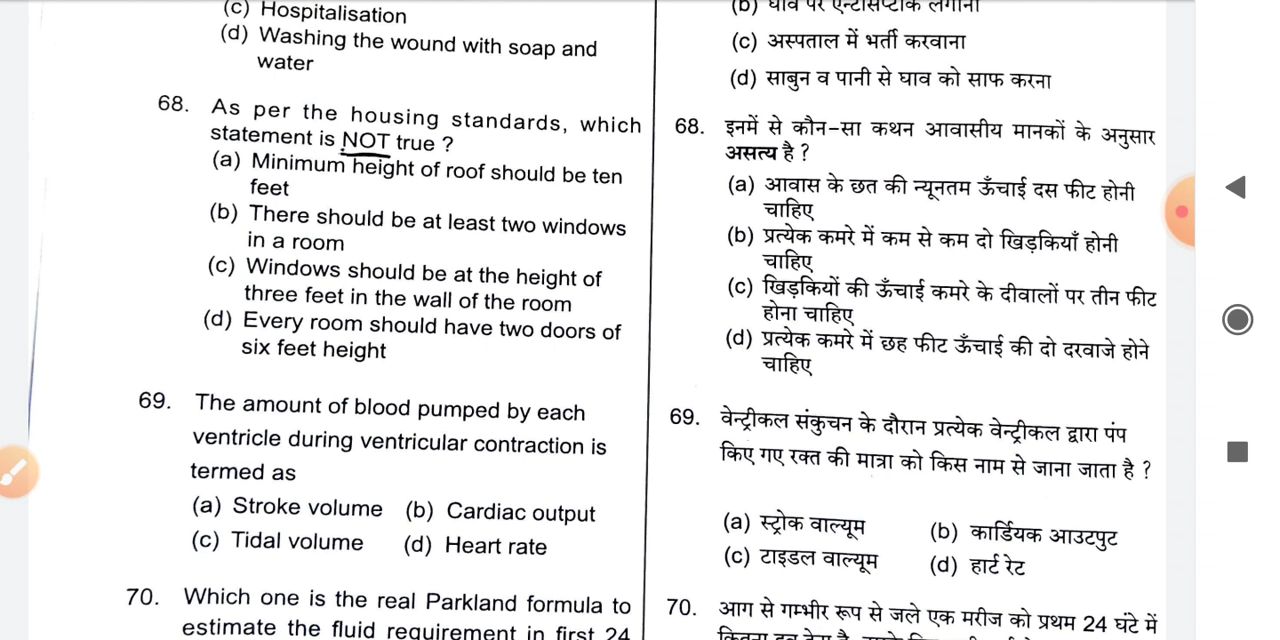 (c) Hospitalisation
(d) Washing the wound with soap and
water
68. As per the housing standards, which
statement is NOT true ?
(a) Minimum height of roof should be ten
feet
(b) There should be at least two windows
in a room
(c) Windows should be at the height of
three feet in the wall of the room
(d) Every room should have two doors of
six feet height
69. The amount of blood pumped by each
ventricle during ventricular contraction is
termed as
(a) Stroke volume (b) Cardiac output
(c) Tidal volume (d) Heart rate
70. Which one is the real Parkland formula to
estimate the fluid requirement in first 24
(b) घाव पर एन्टीसेप्टीक लगाना
(c) अस्पताल में भर्ती करवाना
(d) साबुन व पानी से घाव को साफ करना
68. इनमें से कौन-सा कथन आवासीय मानकों के अनुसार
असत्य है ?
(a) आवास के छत की न्यूनतम ऊँचाई दस फीट होनी
चाहिए
(b) प्रत्येक कमरे में कम से कम दो खिड़कियाँ होनी
चाहिए
(c) खिड़कियों की ऊँचाई कमरे के दीवालों पर तीन फीट
होना चाहिए
(d) प्रत्येक कमरे में छह फीट ऊँचाई की दो दरवाजे होने
चाहिए
69. वेन्ट्रीकल संकुचन के दौरान प्रत्येक वेन्ट्रीकल द्वारा पंप
किए गए रक्त की मात्रा को किस नाम से जाना जाता है ?
(a) स्ट्रोक वाल्यूम (b) कार्डियक आउटपुट
(c) टाइडल वाल्यूम (d) हार्ट रेट
70. आग से गम्भीर रूप से जले एक मरीज को प्रथम 24 घंटे में